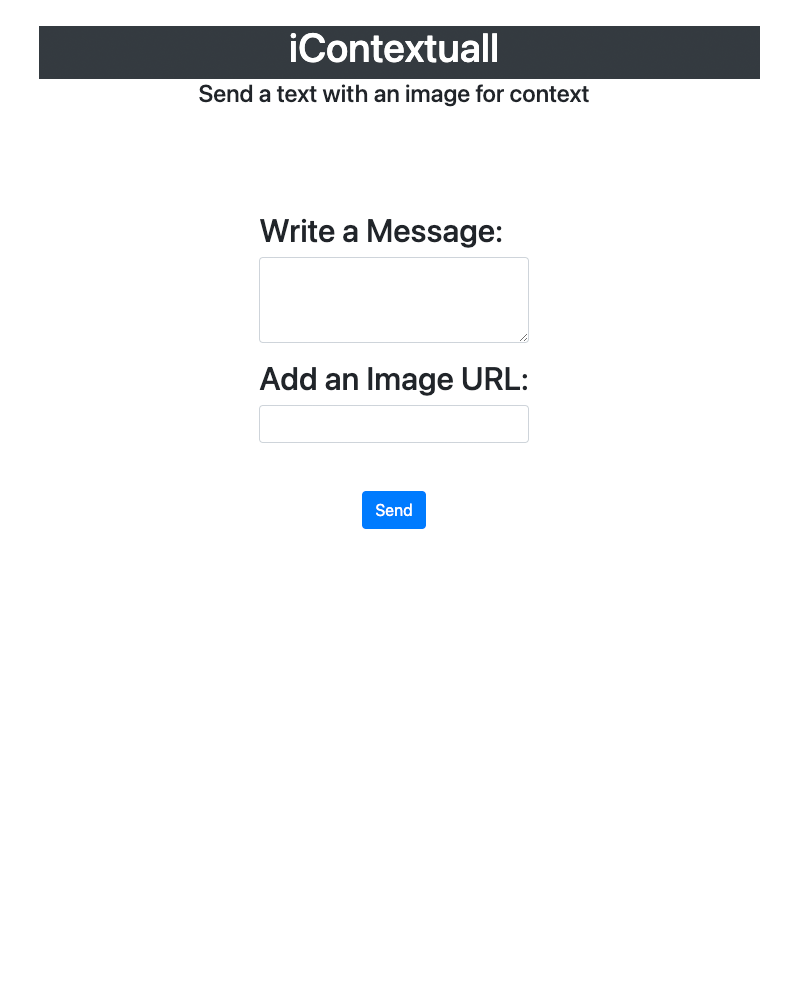 iContextuall
Send a text with an image for context
Write a Message:
Add an Image URL:
Send